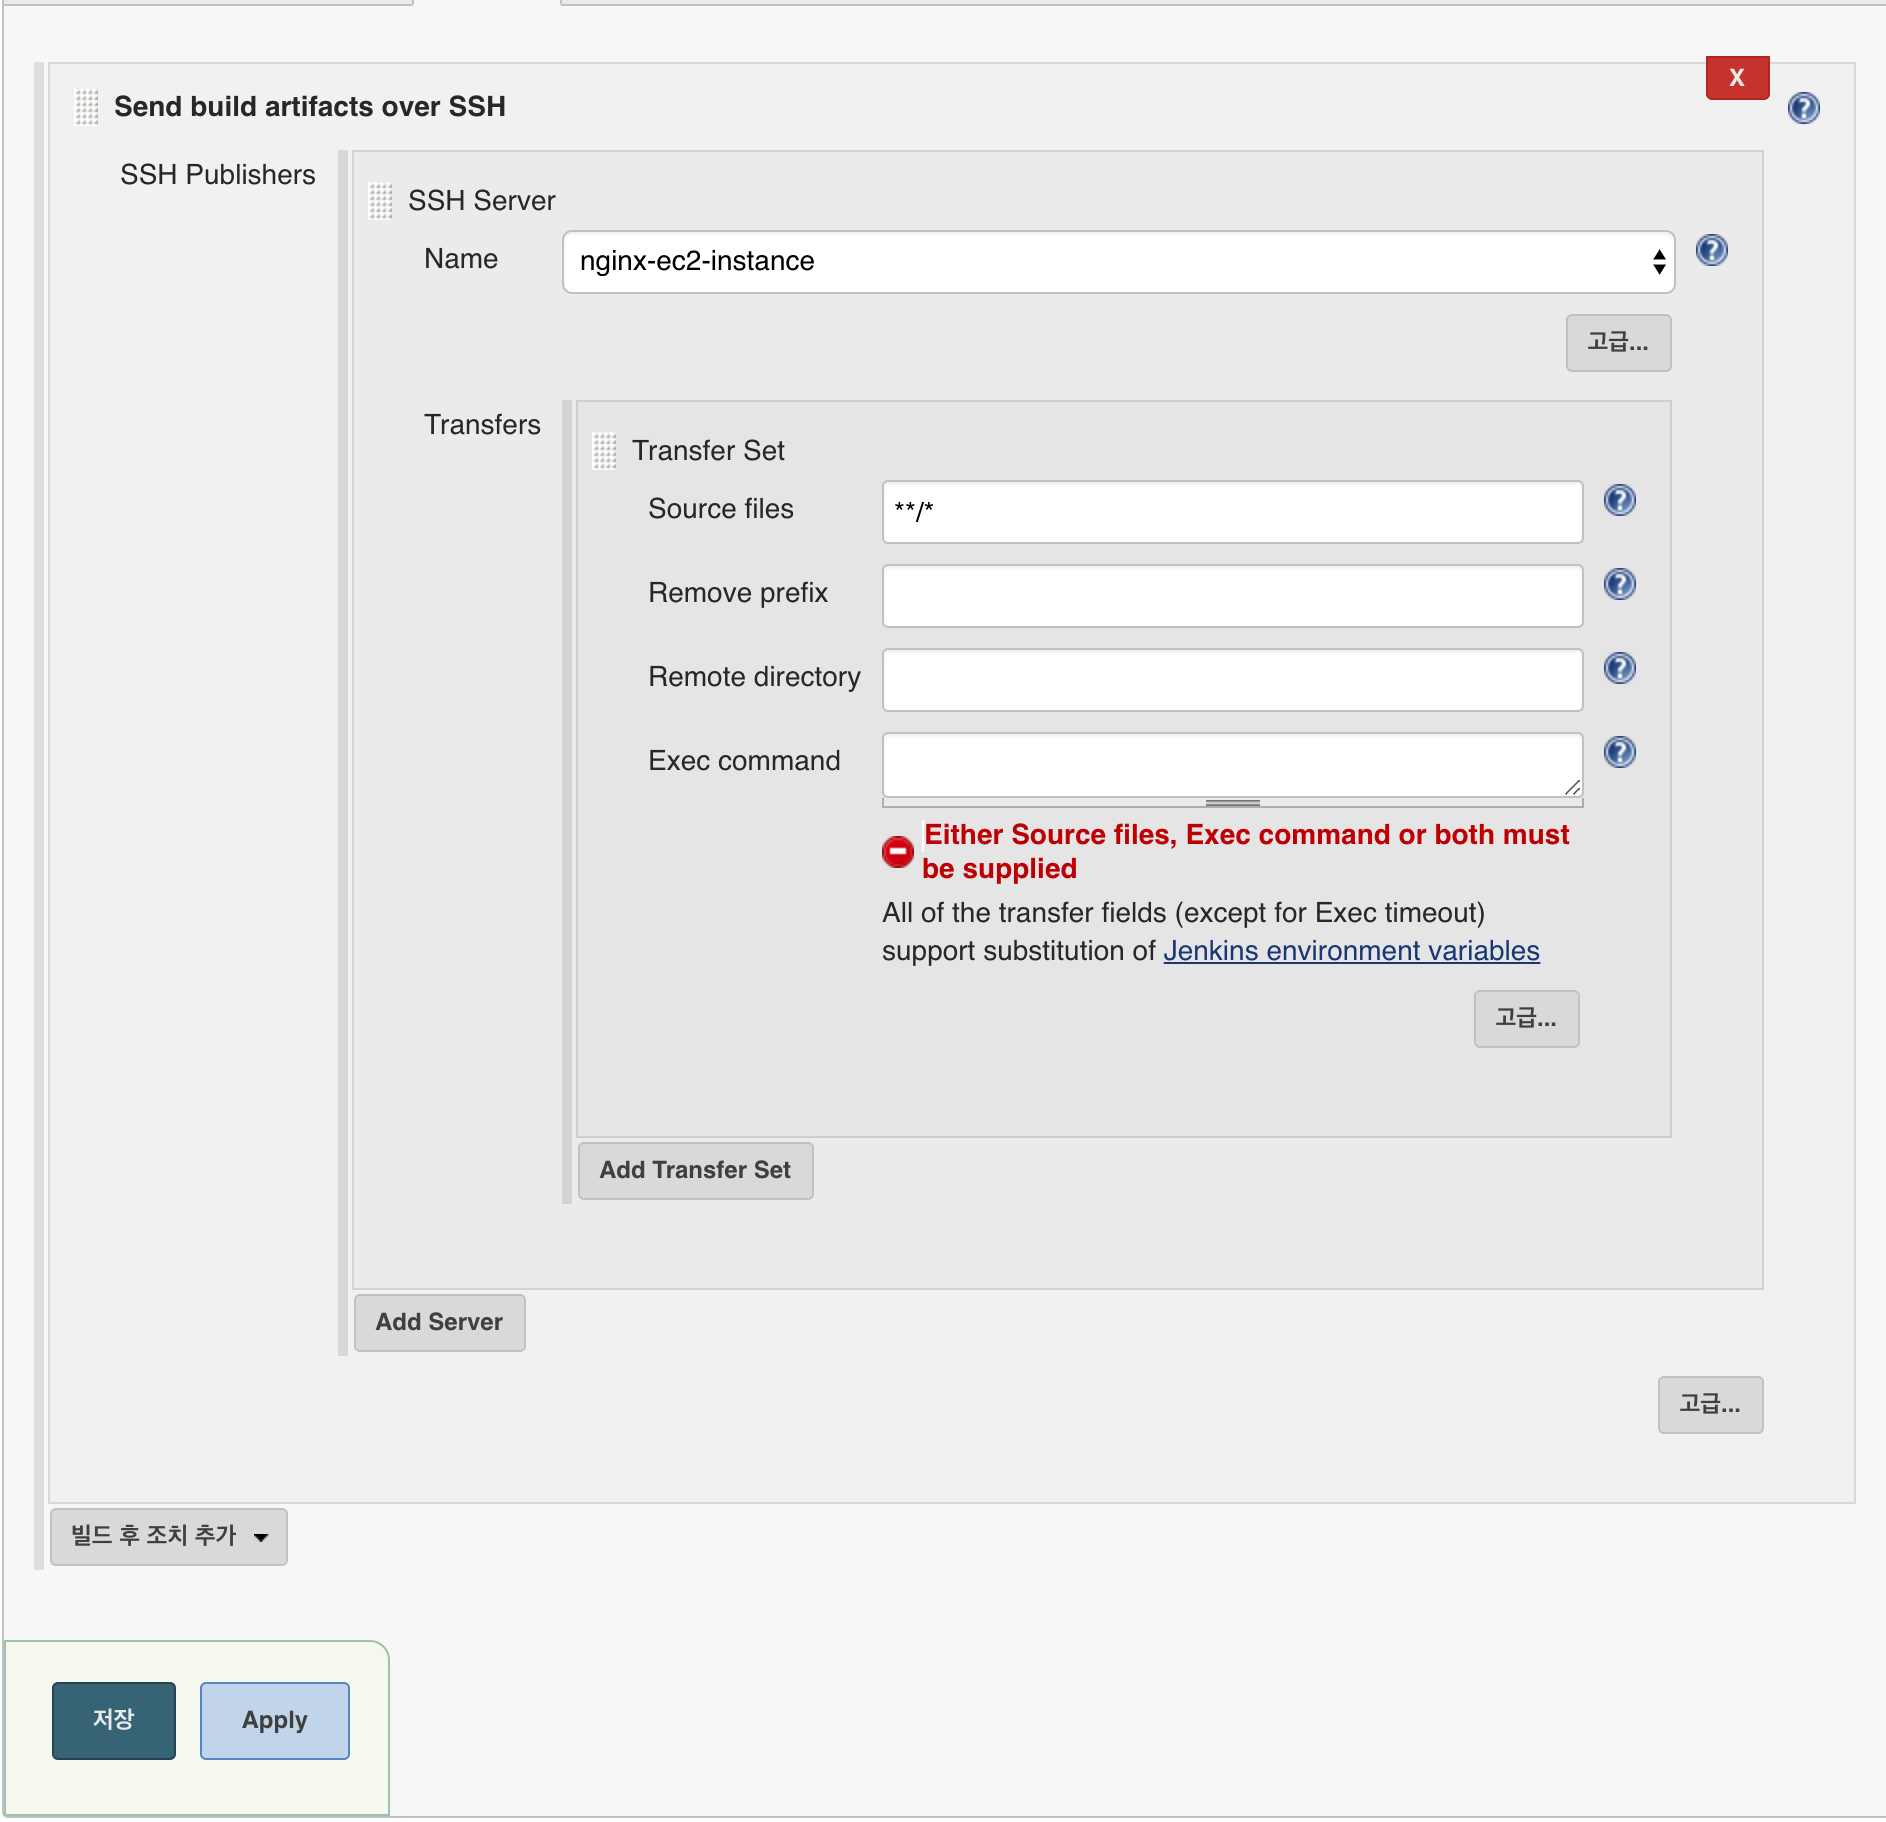 X
Send build artifacts over SSH
SSH Publishers
SSH Server
Name
nginx-ec2-instance
고급...
Transfers
Transfer Set
Source files
**/*
Remove prefix
Remote directory
Exec command
Either Source files, Exec command or both must
be supplied
All of the transfer fields (except for Exec timeout)
support substitution of Jenkins environment variables
고급...
Add Transfer Set
Add Server
고급...
빌드 후 조치 추가
저장
Apply